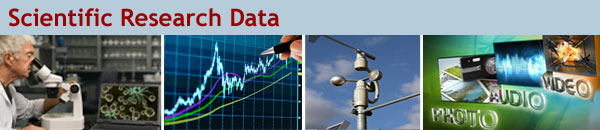 Scientific Research Data
PHOTO
AUDIO
VIDEO